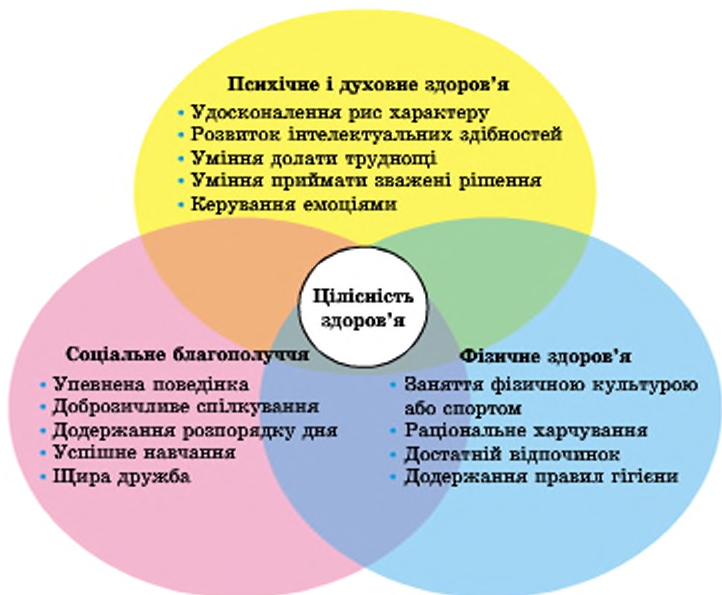 Психічне і духовне здоров’я
• Удосконалення рис характеру
• Розвиток інтелектуальних здібностей
• Уміння долати труднощі
• Уміння приймати зважені рішення
• Керування емоціями
Цілісність
здоров’я
Соціальне благополуччя
• Упевнена поведінка
• Доброзичливе спілкування
• Додержання розпорядку дня
• Успішне навчання
• Щира дружба
Фізичне здоров’я
• Заняття фізичною культурою
або спортом
• Раціональне харчування
• Достатній відпочинок
• Додержання правил гігієни